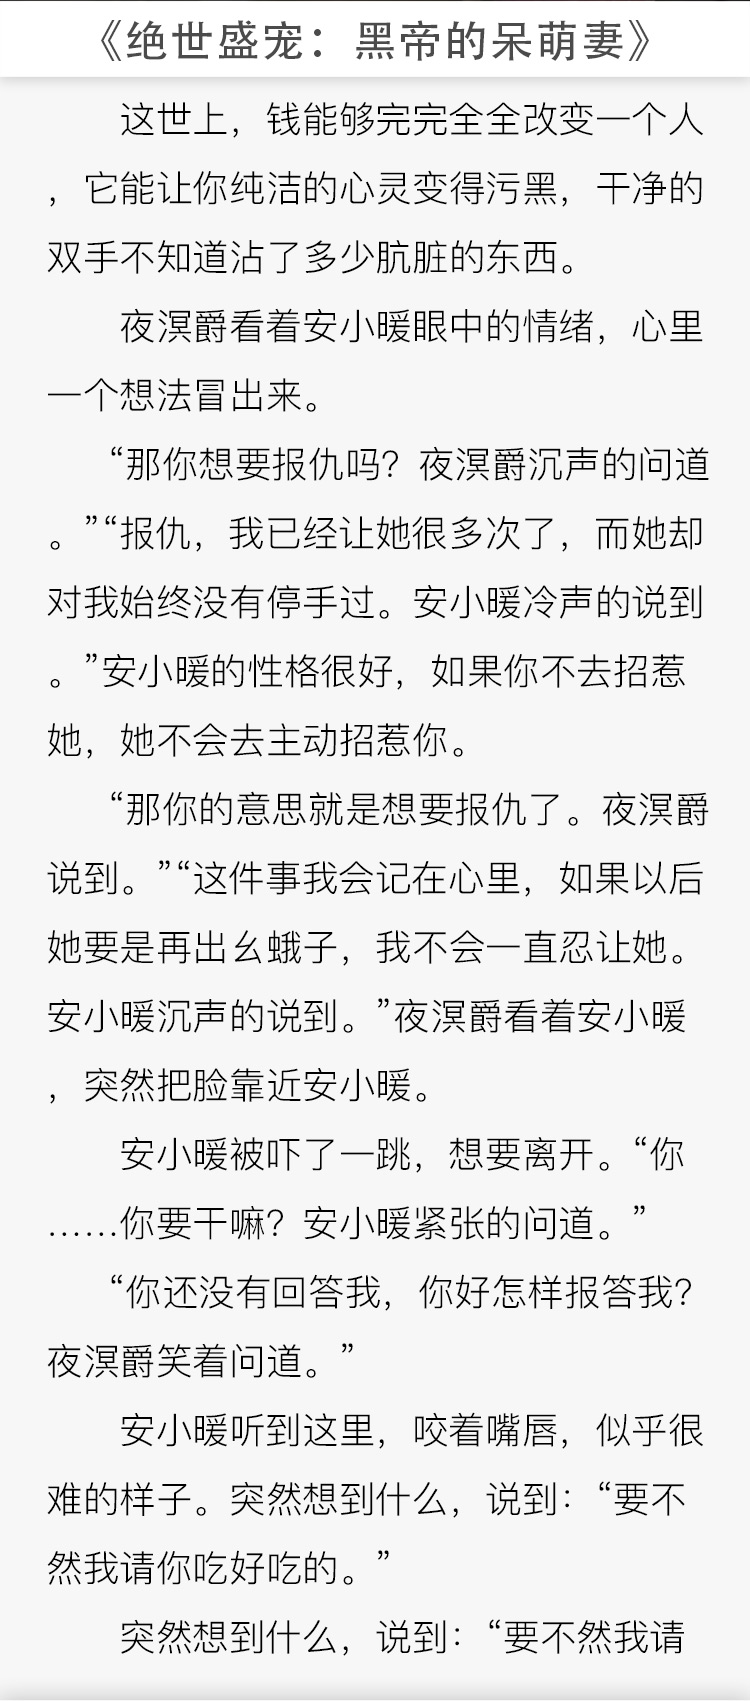 《绝世盛宠：黑帝的呆萌妻》
这世上，钱能够完完全全改变一个人
，它能让你纯洁的心灵变得污黑，干净的
双手不知道沾了多少肮脏的东西。
夜溟爵看着安小暖眼中的情绪，心里
一个想法冒出来。
“那你想要报仇吗？夜溟爵沉声的问道
。”“报仇，我已经让她很多次了，而她却
对我始终没有停手过。安小暖冷声的说到
。”安小暖的性格很好，如果你不去招惹
她，她不会去主动招惹你。
“那你的意思就是想要报仇了。夜溟爵
说到。”“这件事我会记在心里，如果以后
她要是再出幺蛾子，我不会一直忍让她。
安小暖沉声的说到。”夜溟爵看着安小暖
，突然把脸靠近安小暖。
安小暖被吓了一跳，想要离开。“你
……你要干嘛？安小暖紧张的问道。”
“你还没有回答我，你好怎样报答我？
夜溟爵笑着问道。”
安小暖听到这里，咬着嘴唇，似乎很
难的样子。突然想到什么，说到：“要不
然我请你吃好吃的。”
突然想到什么，说到：“要不然我请